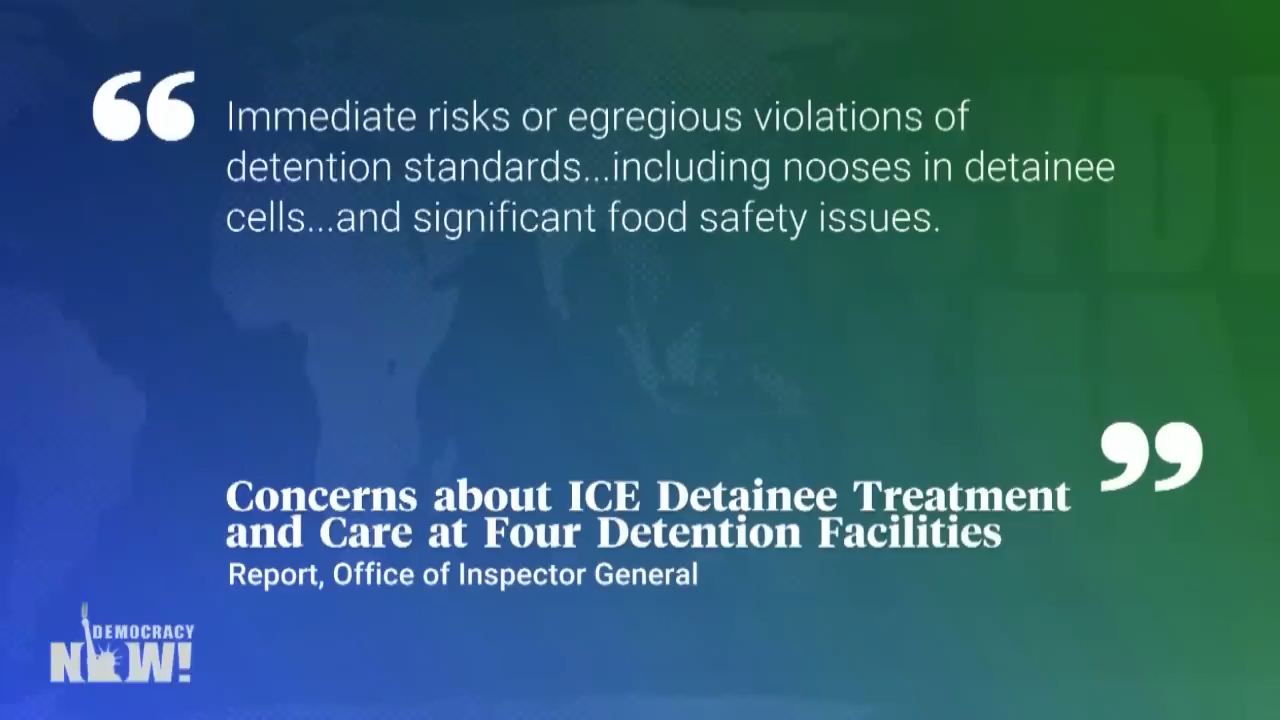 “ Immediate risks or egregious violations of
detention standards...including nooses in detainee
cells...and significant food safety issues.
”
Concerns about ICE Detainee Treatment
and Care at Four Detention Facilities
Report, Office of Inspector General
DEMOCRACY
NOW!